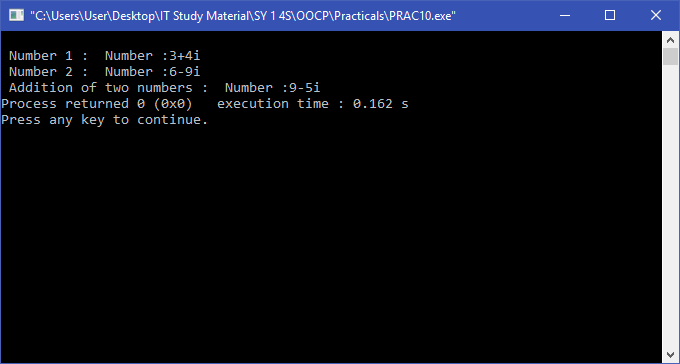 "C:\Users\User\Desktop\IT Study Material\SY 1 4S\OOCP\Practicals\PRAC10.exe"
Number 1 :  Number :3+4i
Number 2 :  Number :6-9i
Addition of two numbers :  Number :9-5i
Process returned 0 (0x0)   execution time : 0.162 s
Press any key to continue.